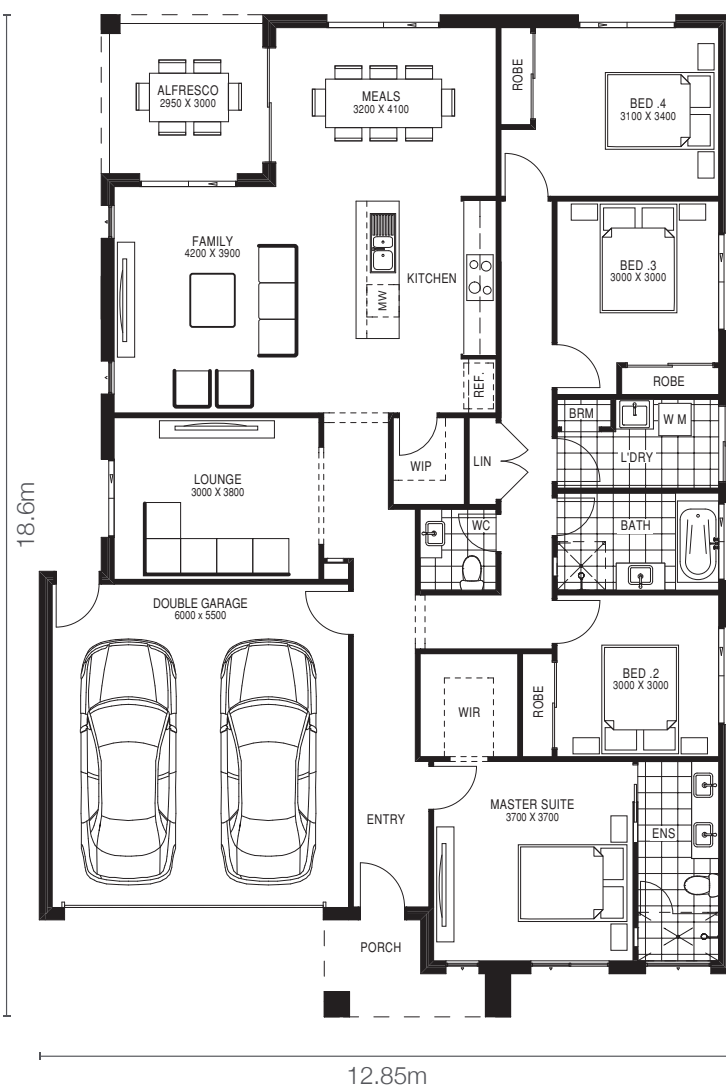 ALFRESCO
2950 X 3000
MEALS
3200 X 4100
ROBE
BED .4
3100 X 3400
FAMILY
4200 X 3900
KITCHEN
MW
BED .3
3000 X 3000
REF.
ROBE
BRM
W M
L'DRY
LOUNGE
3000 X 3800
WIP
LIN
WC
BATH
18.6m
DOUBLE GARAGE
6000 x 5500
BED .2
3000 X 3000
WIR
ROBE
ENTRY
MASTER SUITE
3700 X 3700
ENS
PORCH
12.85m